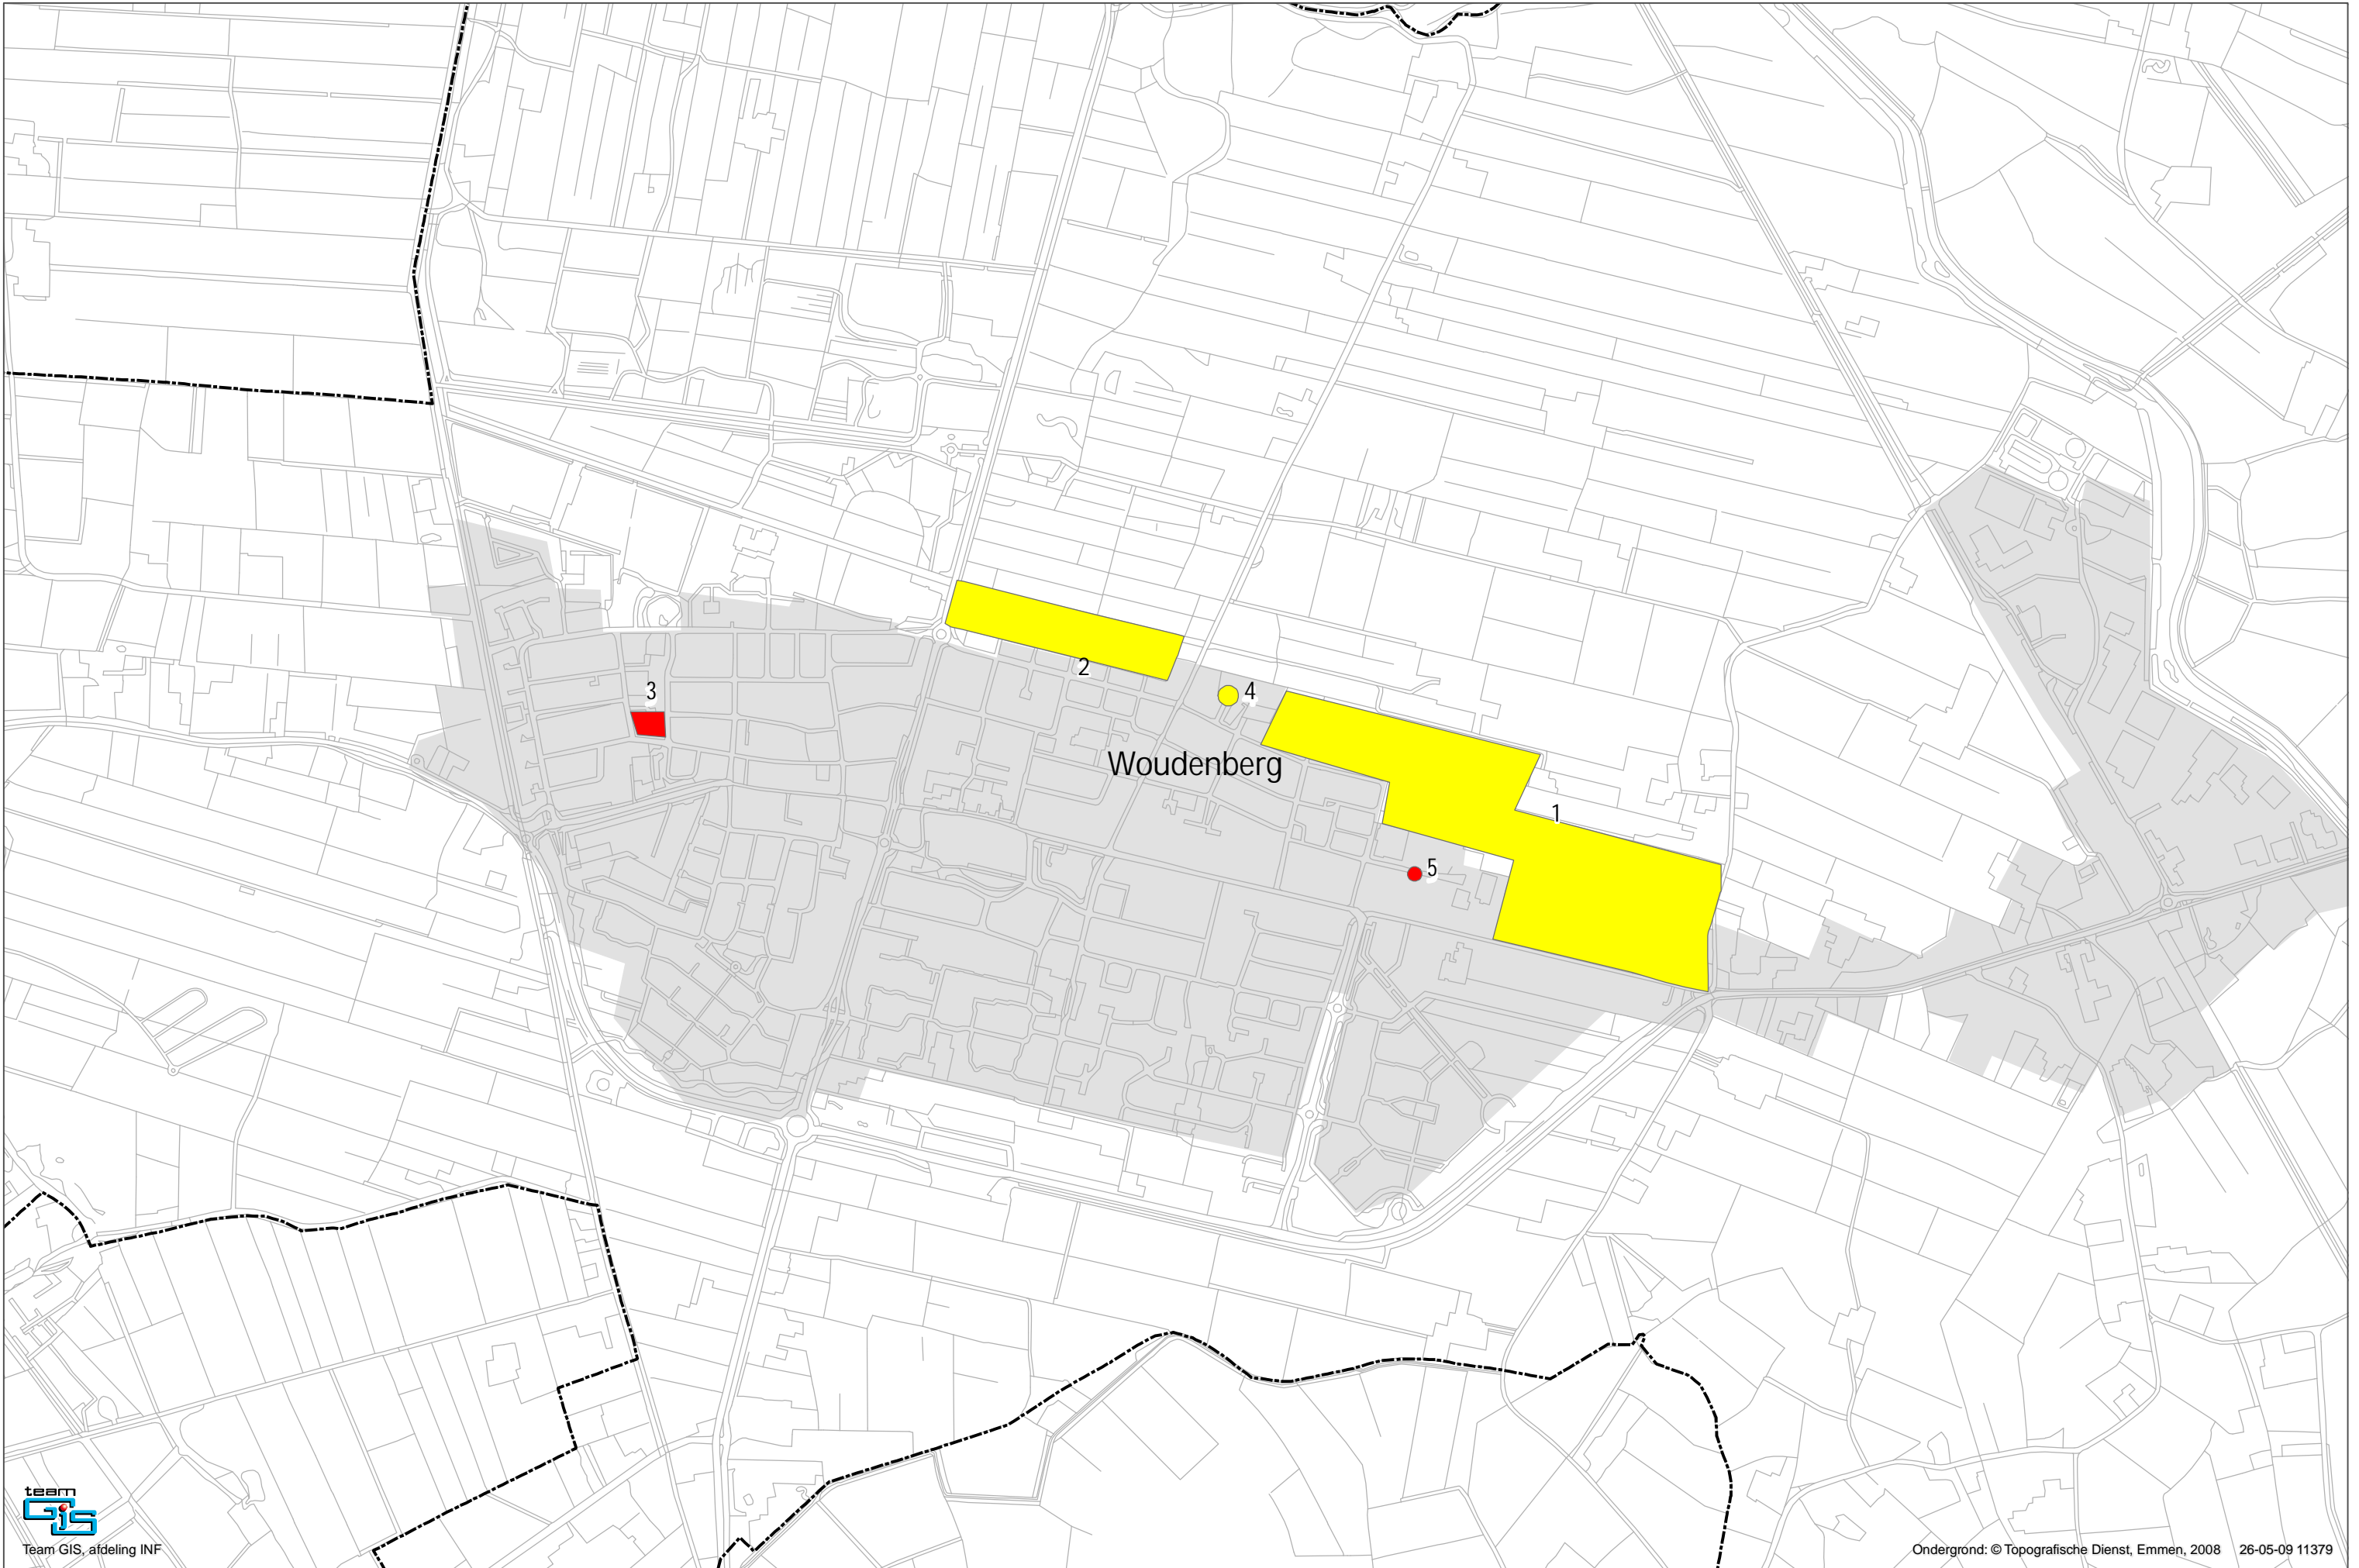 2
3
4
Woudenberg
1
5
team
GIS
Team GIS, afdeling INF
Ondergrond: © Topografische Dienst, Emmen, 2008 26-05-09 11379